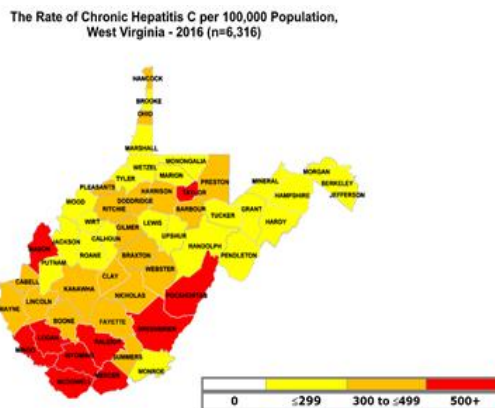 The Rate of Chronic Hepatitis C per 100,000 Population,
West Virginia - 2016 (n=6,316)
HANCOCK
BROOKE
OHIO
MARSHALL
WETZEL MONONGALIA
TYLER MARION PRESTON
PLEASANTS HARRISON TAYLOR
WOOD DODDRIDGE BARBOUR
RITCHIE
MINERAL MORGAN
BERKELEY
HAMPSHIRE JEFFERSON
GRANT
TUCKER HARDY
WIRT GILMER LEWIS
JACKSON CALHOUN UPSHUR RANDOLPH
MASON ROANE BRAXTON PENDLETON
PUTNAM
CLAY WEBSTER
CABELL KANAWHA
LINCOLN NICHOLAS POCAHONTAS
WAYNE
BOONE FAYETTE GREENBRIER
LOGAN RALEIGH
MINGO WYOMING SUMMERS
MCDOWELL MERCER MONROE
0 ≤299 300 to ≤499 500+